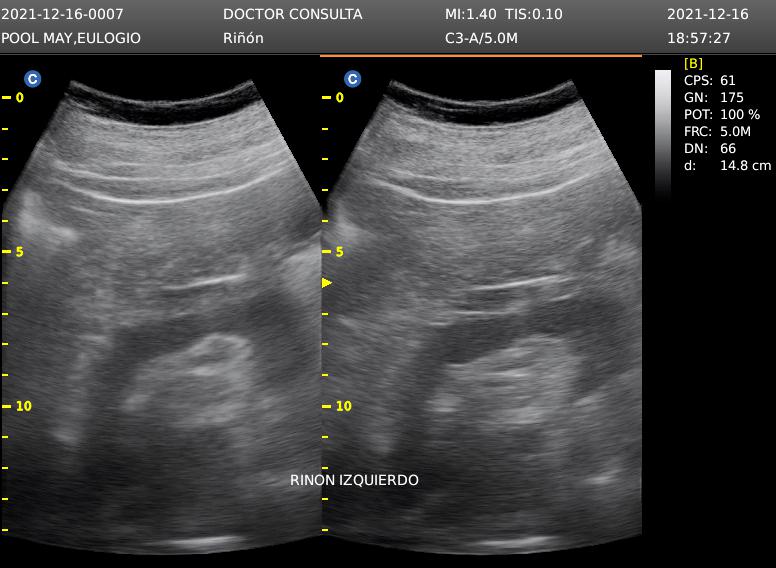 2021-12-16-0007 DOCTOR CONSULTA MI:1.40 TIS:0.10 2021-12-16
POOL MAY,EULOGIO Riñón C3-A/5.0M 18:57:27
C C [B]
0 0 CPS: 61
GN: 175
POT: 100 %
FRC: 5.0M
DN: 66
d: 14.8 cm
5 5
10 10
RINON IZQUIERDO